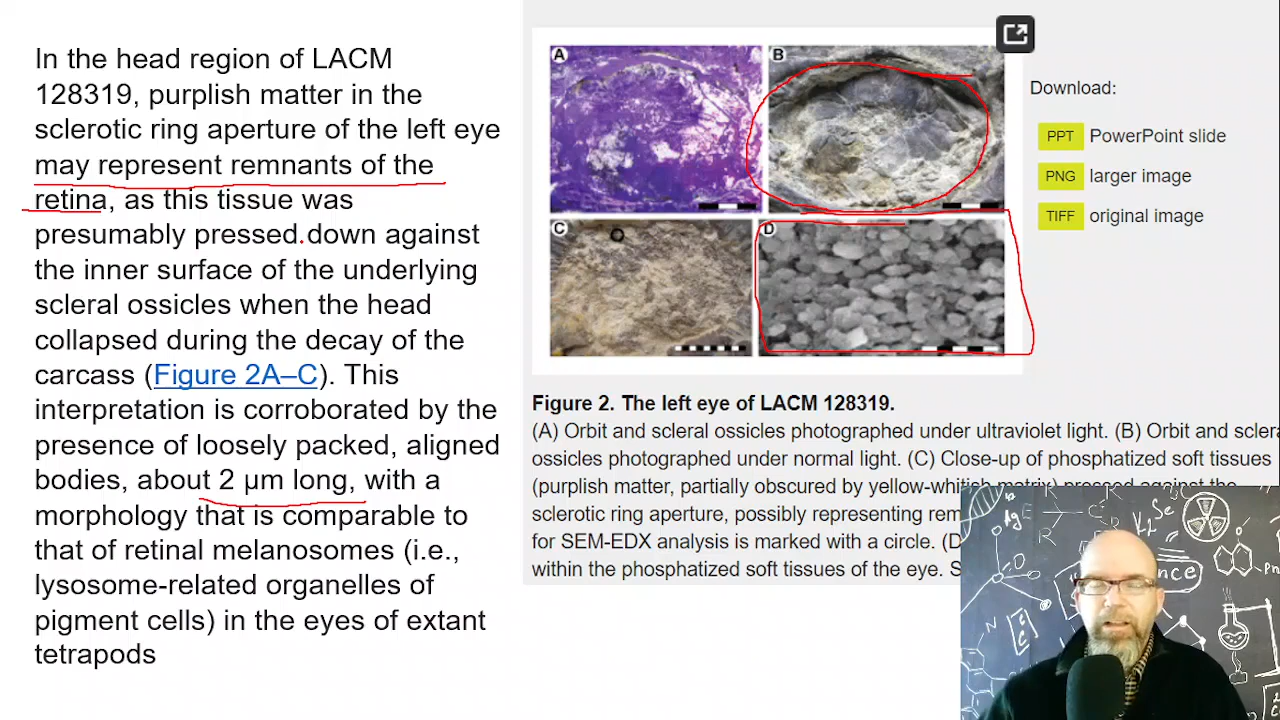 In the head region of LACM
128319, purplish matter in the
sclerotic ring aperture of the left eye
may represent remnants of the
retina, as this tissue was
presumably pressed down against
the inner surface of the underlying
scleral ossicles when the head
collapsed during the decay of the
carcass (Figure 2A–C). This
interpretation is corroborated by the
presence of loosely packed, aligned
bodies, about 2 μm long, with a
morphology that is comparable to
that of retinal melanosomes (i.e.,
lysosome-related organelles of
pigment cells) in the eyes of extant
tetrapods
A
B
C
D
Download:
PPT PowerPoint slide
PNG larger image
TIFF original image
Figure 2. The left eye of LACM 128319.
(A) Orbit and scleral ossicles photographed under ultraviolet light. (B) Orbit and sclera
ossicles photographed under normal light. (C) Close-up of phosphatized soft tissues
(purplish matter, partially obscured by yellow-whitish matrix) pressed against the
sclerotic ring aperture, possibly representing rem
for SEM-EDX analysis is marked with a circle. (D
within the phosphatized soft tissues of the eye. S
Ag
Se
N